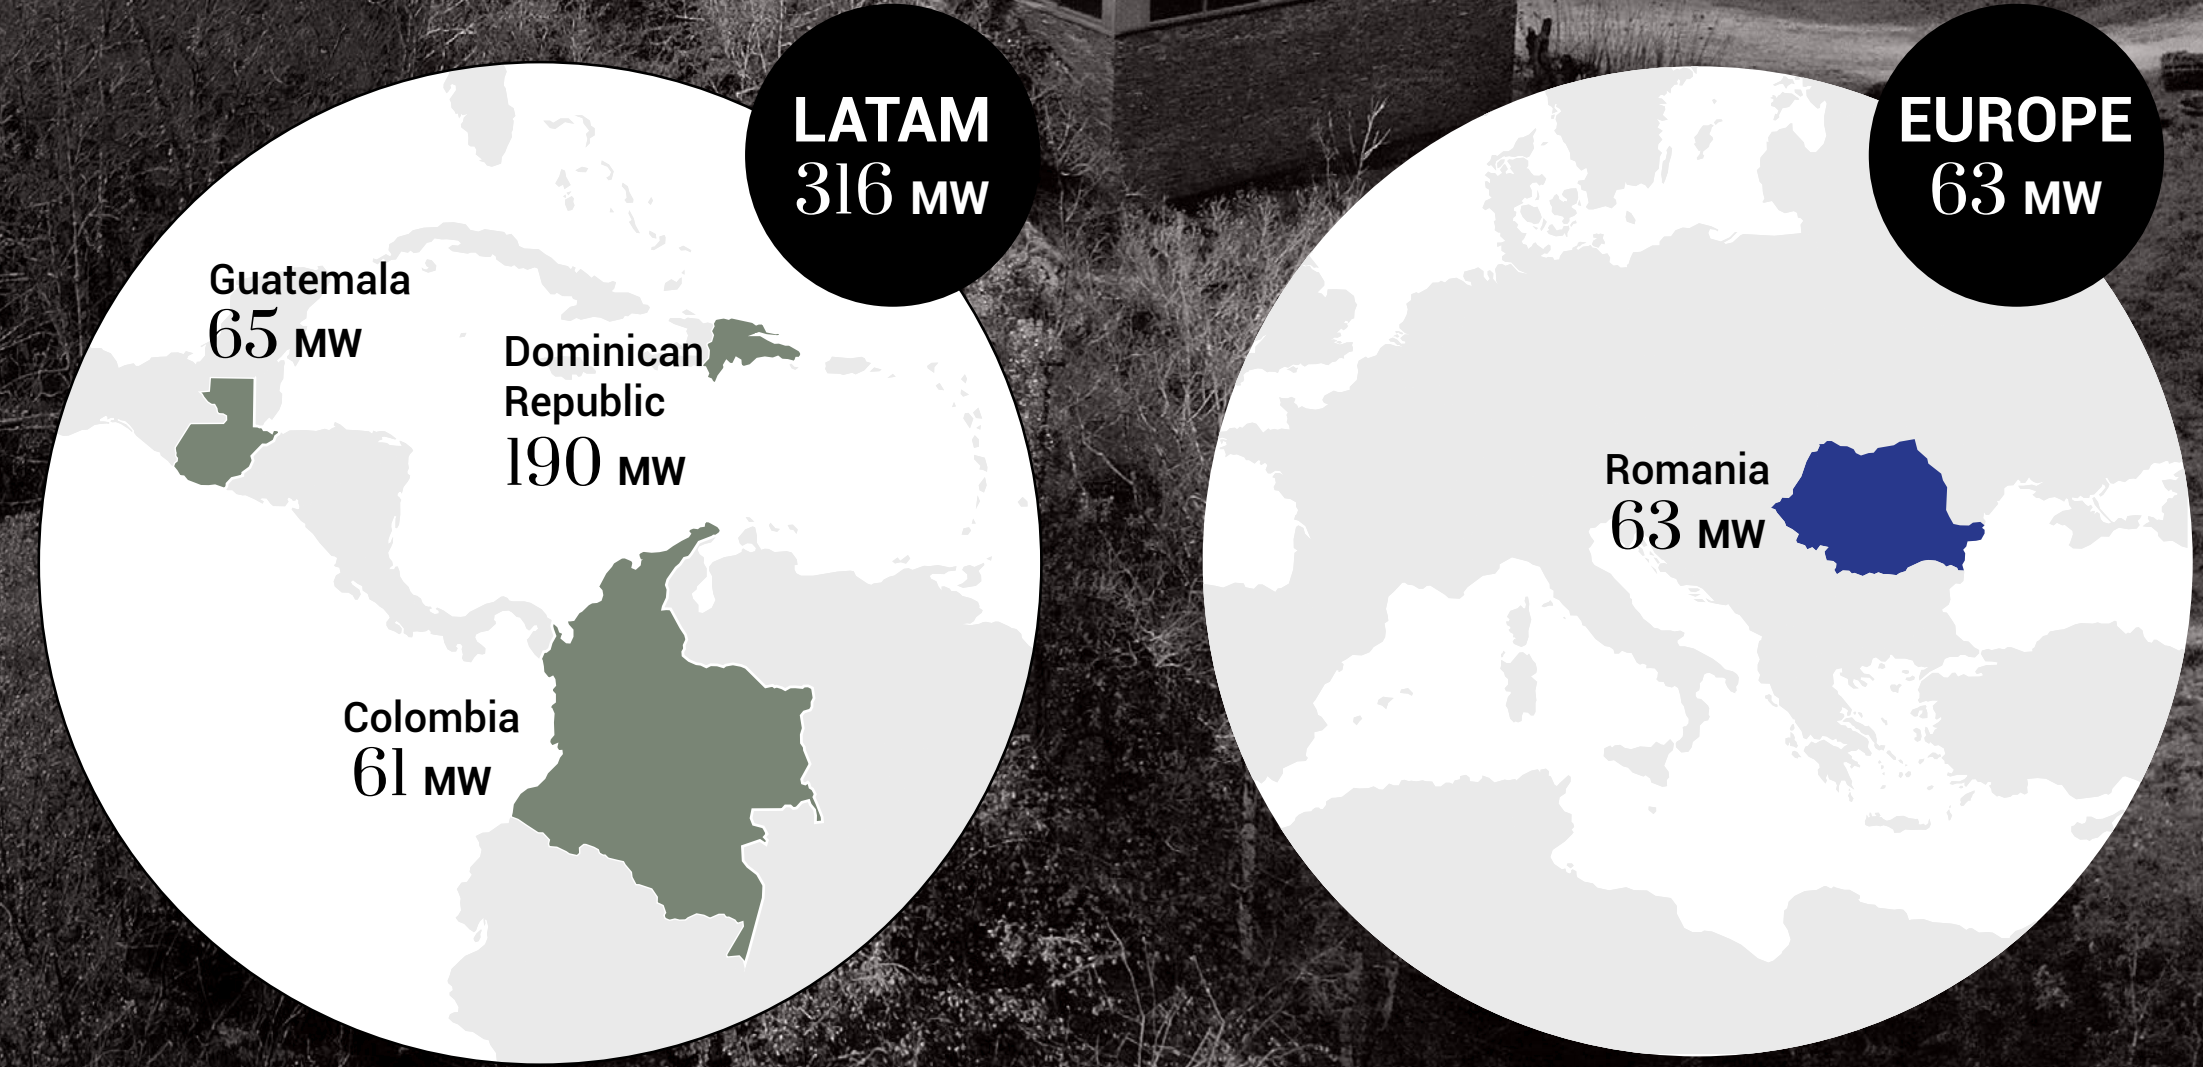 LATAM
316 MW
Guatemala
65 MW
Dominican
Republic
190 MW
Colombia
61 MW
EUROPE
63 MW
Romania
63 MW